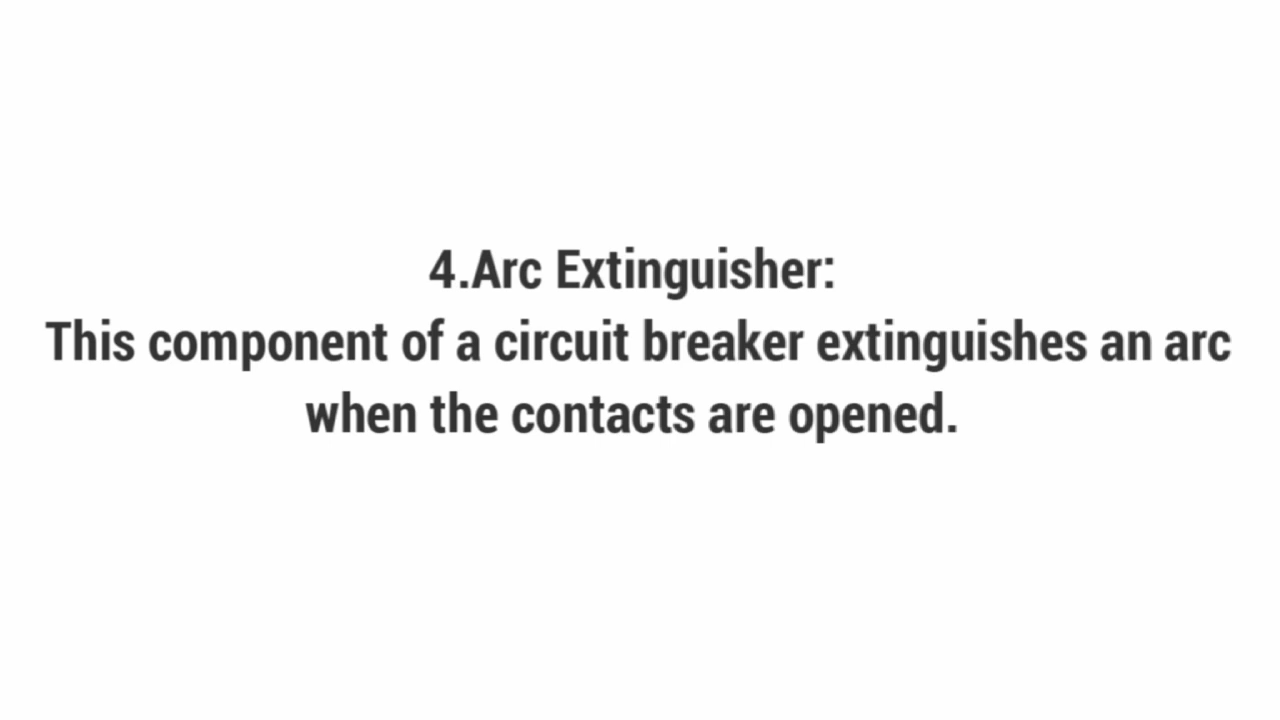 4.Arc Extinguisher:
This component of a circuit breaker extinguishes an arc
when the contacts are opened.